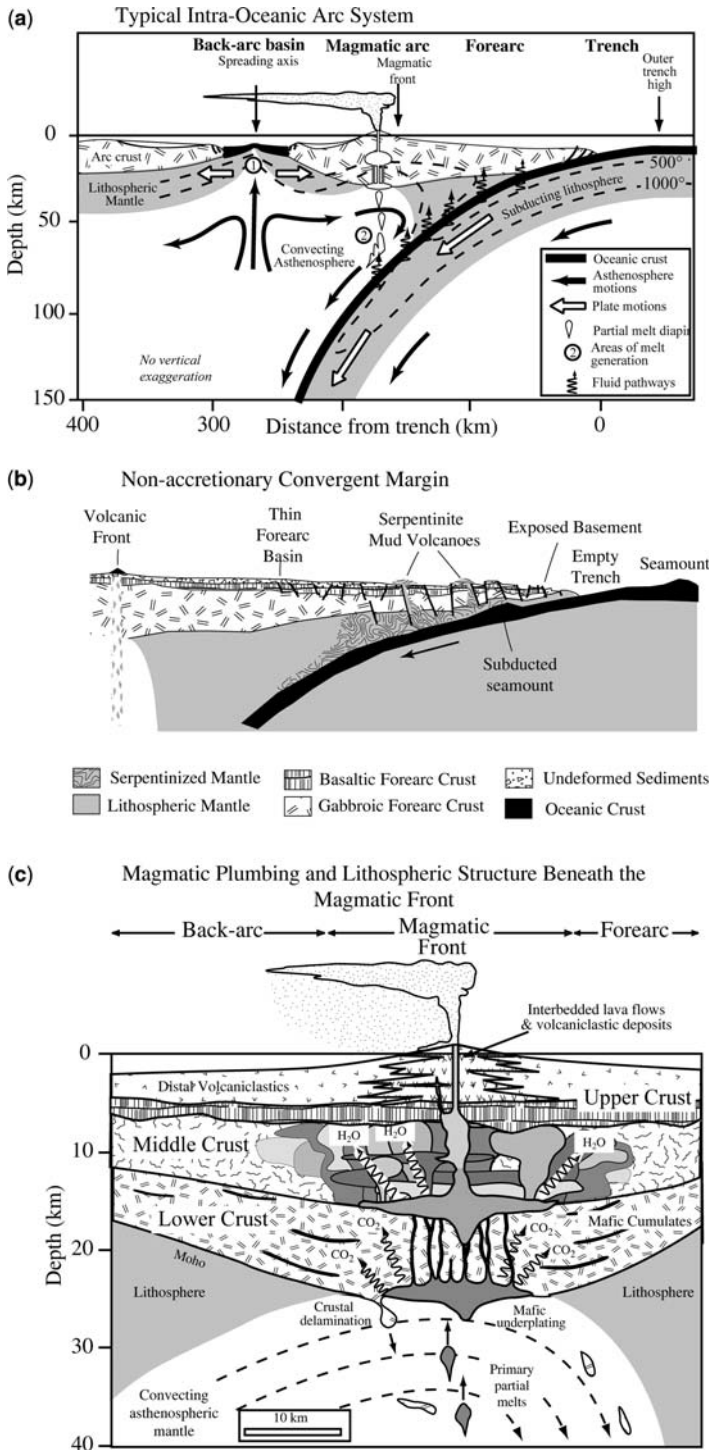 (a) Typical Intra-Oceanic Arc System
Back-arc basin Magmatic arc Forearc Trench
Spreading axis
Magmatic
front
Outer
trench
high
0
50
100
150
Depth (km)
Arc crust
Lithospheric
Mantle
1
2
Convecting
Asthenosphere
Subducting lithosphere
500°
1000°
No vertical
exaggeration
Oceanic crust
Asthenosphere
motions
Plate motions
Partial melt diapir
2 Areas of melt
generation
Fluid pathways
400 300 0
Distance from trench (km)
(b) Non-accretionary Convergent Margin
Volcanic
Front
Thin
Forearc
Basin
Serpentinite
Mud Volcanoes
Exposed Basement
Empty
Trench
Seamount
Subducted
seamount
Serpentinized Mantle
Basaltic Forearc Crust
Undeformed Sediments
Lithospheric Mantle
Gabbroic Forearc Crust
Oceanic Crust
(c) Magmatic Plumbing and Lithospheric Structure Beneath the
Magmatic Front
Back-arc Magmatic Forearc
Front
Interbedded lava flows
& volcaniclastic deposits
0
10
20
30
40
Depth (km)
Distal Volcaniclastics
Upper Crust
H₂O
H₂O
H₂O
Middle Crust
Lower Crust
CO₂
CO₂
CO₂
CO₂
Mafic Cumulates
Moho
Lithosphere
Lithosphere
Crustal
delamination
Mafic
underplating
Convecting
asthenospheric
mantle
Primary
partial
melts
10 km